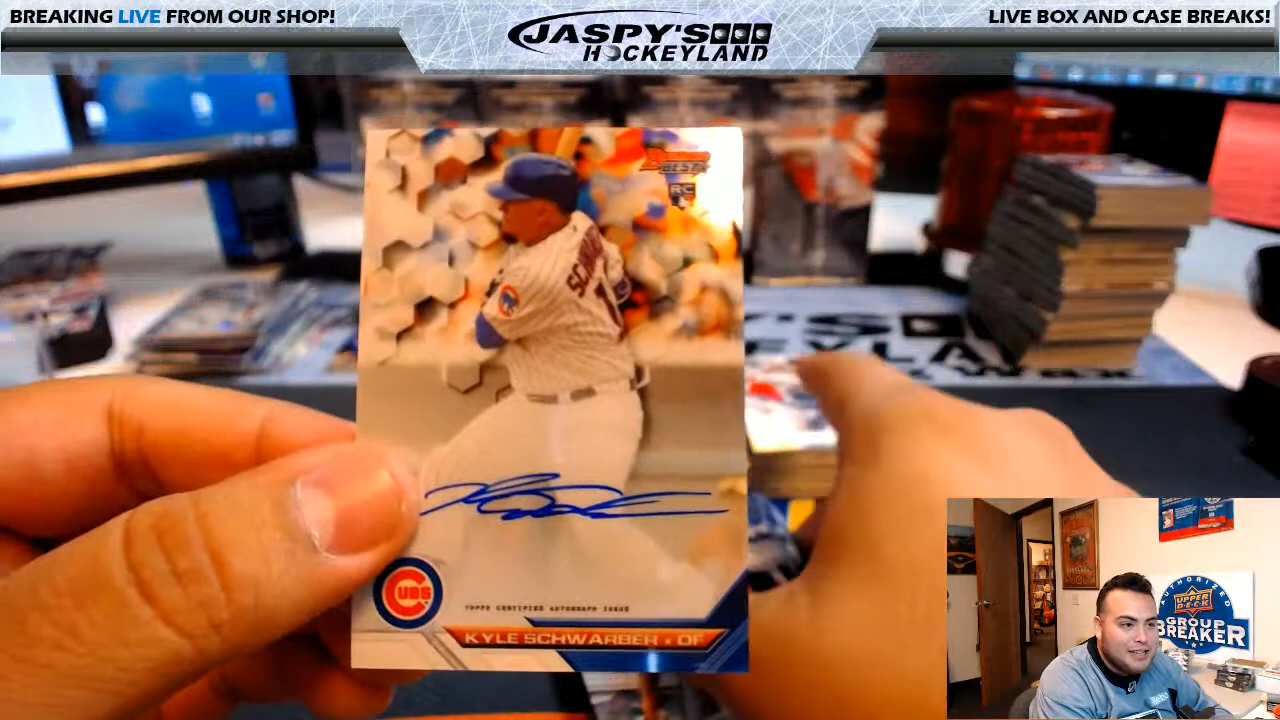 BREAKING LIVE FROM OUR SHOP!
JASPY'S
HOCKEYLAND
LIVE BOX AND CASE BREAKS!
BEST
RC
CUBS
TOPPS CERTIFIED AUTOGRAPH ISSUE
KYLE SCHWARBER • OF
AUTHORIZED
UPPER DECK
GROUP
BREAKER